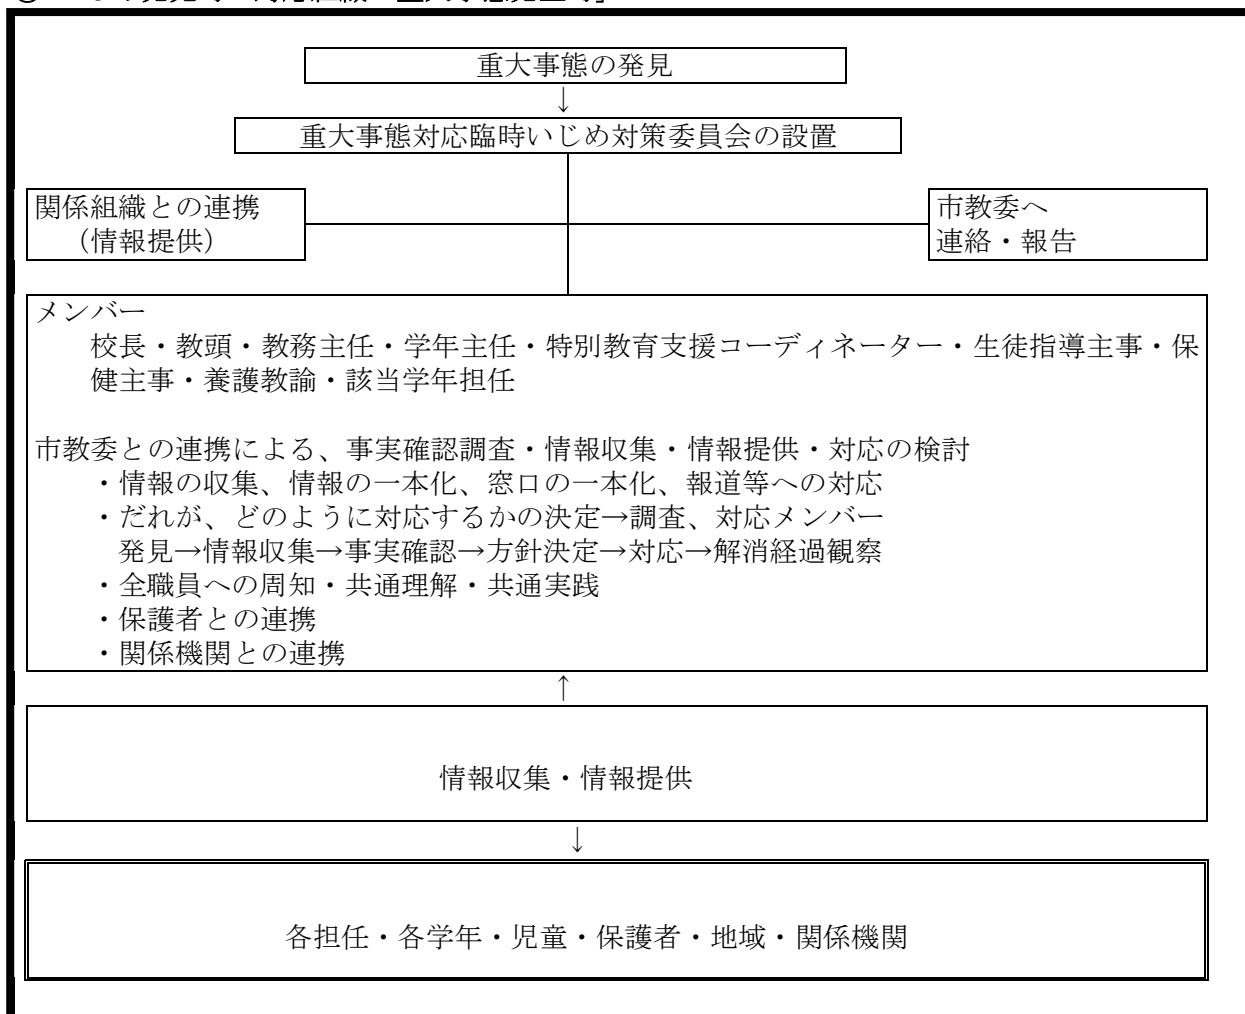 重大事態の発見
↓
重大事態対応臨時いじめ対策委員会の設置
関係組織との連携
(情報提供)
市教委へ
連絡・報告
メンバー
校長・教頭・教務主任・学年主任・特別教育支援コーディネーター・生徒指導主事・保
健主事・養護教諭・該当学年担任
市教委との連携による、事実確認調査・情報収集・情報提供・対応の検討
・情報の収集、情報の一本化、窓口の一本化、報道等への対応
・だれが、どのように対応するかの決定→調査、対応メンバー
発見→情報収集→事実確認→方針決定→対応→解消経過観察
・全職員への周知・共通理解・共通実践
・保護者との連携
・関係機関との連携
↑
情報収集・情報提供
↓
各担任・各学年・児童・保護者・地域・関係機関